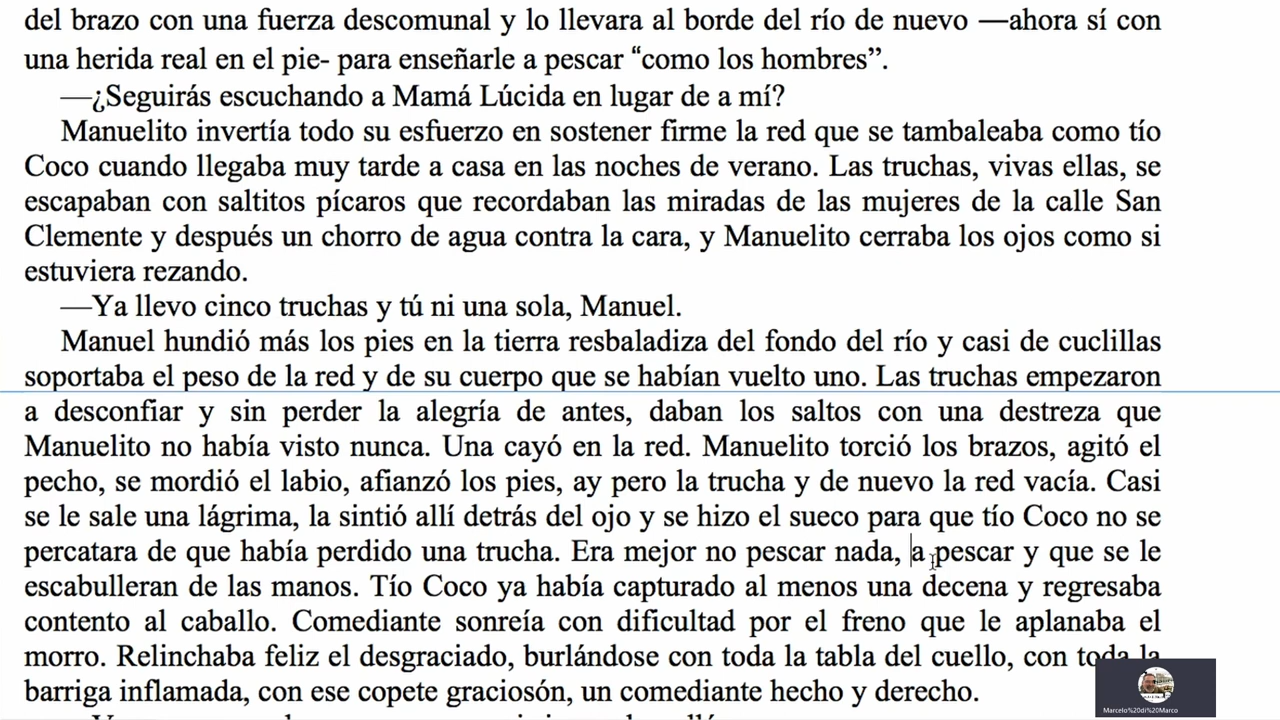 del brazo con una fuerza descomunal y lo llevara al borde del río de nuevo —ahora sí con
una herida real en el pie- para enseñarle a pescar “como los hombres”.
—¿Seguirás escuchando a Mamá Lúcida en lugar de a mí?
Manuelito invertía todo su esfuerzo en sostener firme la red que se tambaleaba como tío
Coco cuando llegaba muy tarde a casa en las noches de verano. Las truchas, vivas ellas, se
escapaban con saltitos pícaros que recordaban las miradas de las mujeres de la calle San
Clemente y después un chorro de agua contra la cara, y Manuelito cerraba los ojos como si
estuviera rezando.
—Ya llevo cinco truchas y tú ni una sola, Manuel.
Manuel hundió más los pies en la tierra resbaladiza del fondo del río y casi de cuclillas
soportaba el peso de la red y de su cuerpo que se habían vuelto uno. Las truchas empezaron
a desconfiar y sin perder la alegría de antes, daban los saltos con una destreza que
Manuelito no había visto nunca. Una cayó en la red. Manuelito torció los brazos, agitó el
pecho, se mordió el labio, afianzó los pies, ay pero la trucha y de nuevo la red vacía. Casi
se le sale una lágrima, la sintió allí detrás del ojo y se hizo el sueco para que tío Coco no se
percatara de que había perdido una trucha. Era mejor no pescar nada, a pescar y que se le
escabulleran de las manos. Tío Coco ya había capturado al menos una decena y regresaba
contento al caballo. Comediante sonreía con dificultad por el freno que le aplanaba el
morro. Relinchaba feliz el desgraciado, burlándose con toda la tabla del cuello, con toda la
barriga inflamada, con ese copete graciosón, un comediante hecho y derecho.
Marcelo%20di%20Marco